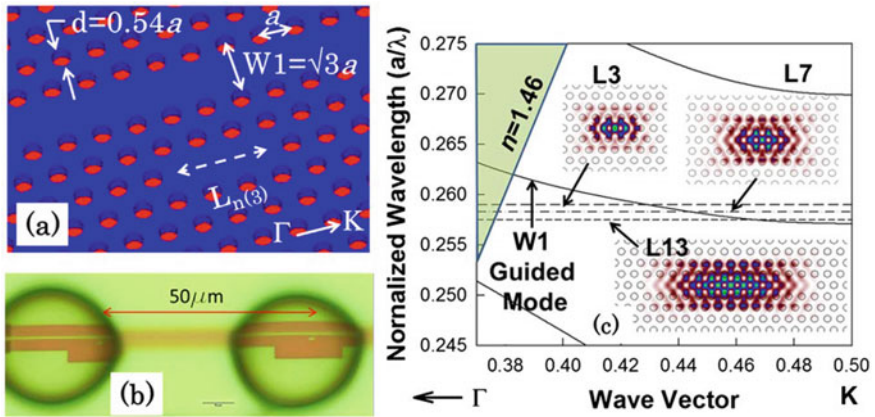 d=0.54a
a
W1=√3a
Ln(3)
Γ K
(a)
50μm
(b)
Nornalized Wavelength (a/λ)
0.275
0.270
0.265
0.260
0.255
0.250
0.245
n=1.46
L3
L7
W1
Guided
Mode
L13
(c)
0.38 0.40 0.42 0.44 0.46 0.48 0.50
Γ Wave Vector K